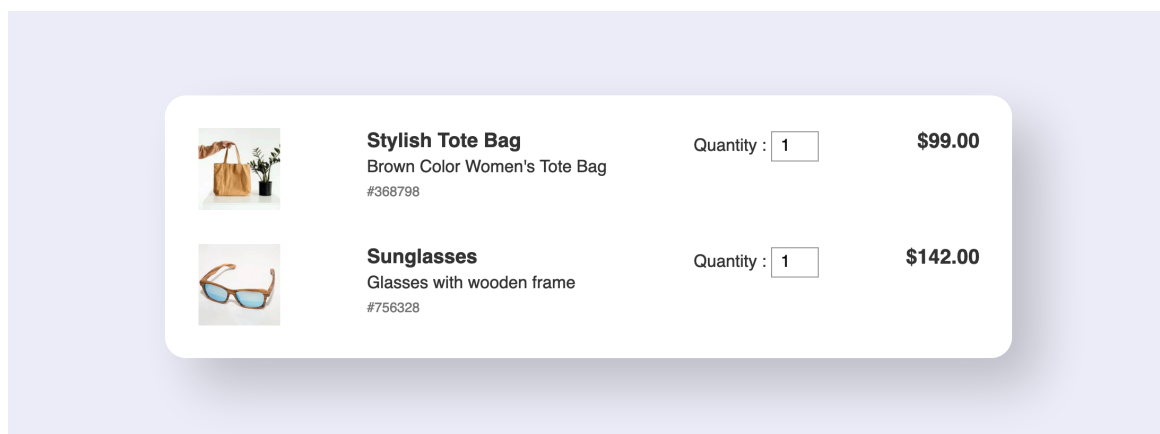 Stylish Tote Bag
Quantity : 1
$99.00
Brown Color Women's Tote Bag
#368798
Sunglasses
Quantity : 1
$142.00
Glasses with wooden frame
#756328